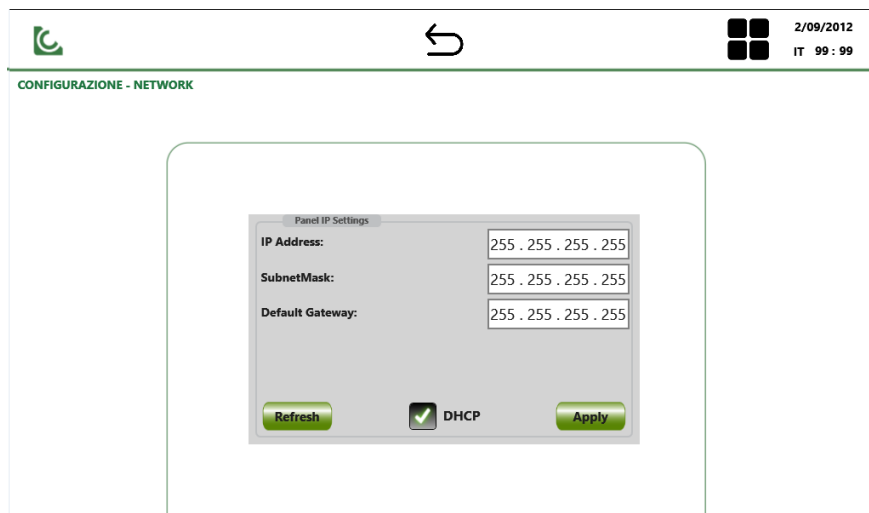 2/09/2012
IT 99 : 99
CONFIGURAZIONE - NETWORK
Panel IP Settings
IP Address: 255 . 255 . 255 . 255
SubnetMask: 255 . 255 . 255 . 255
Default Gateway: 255 . 255 . 255 . 255
Refresh DHCP Apply